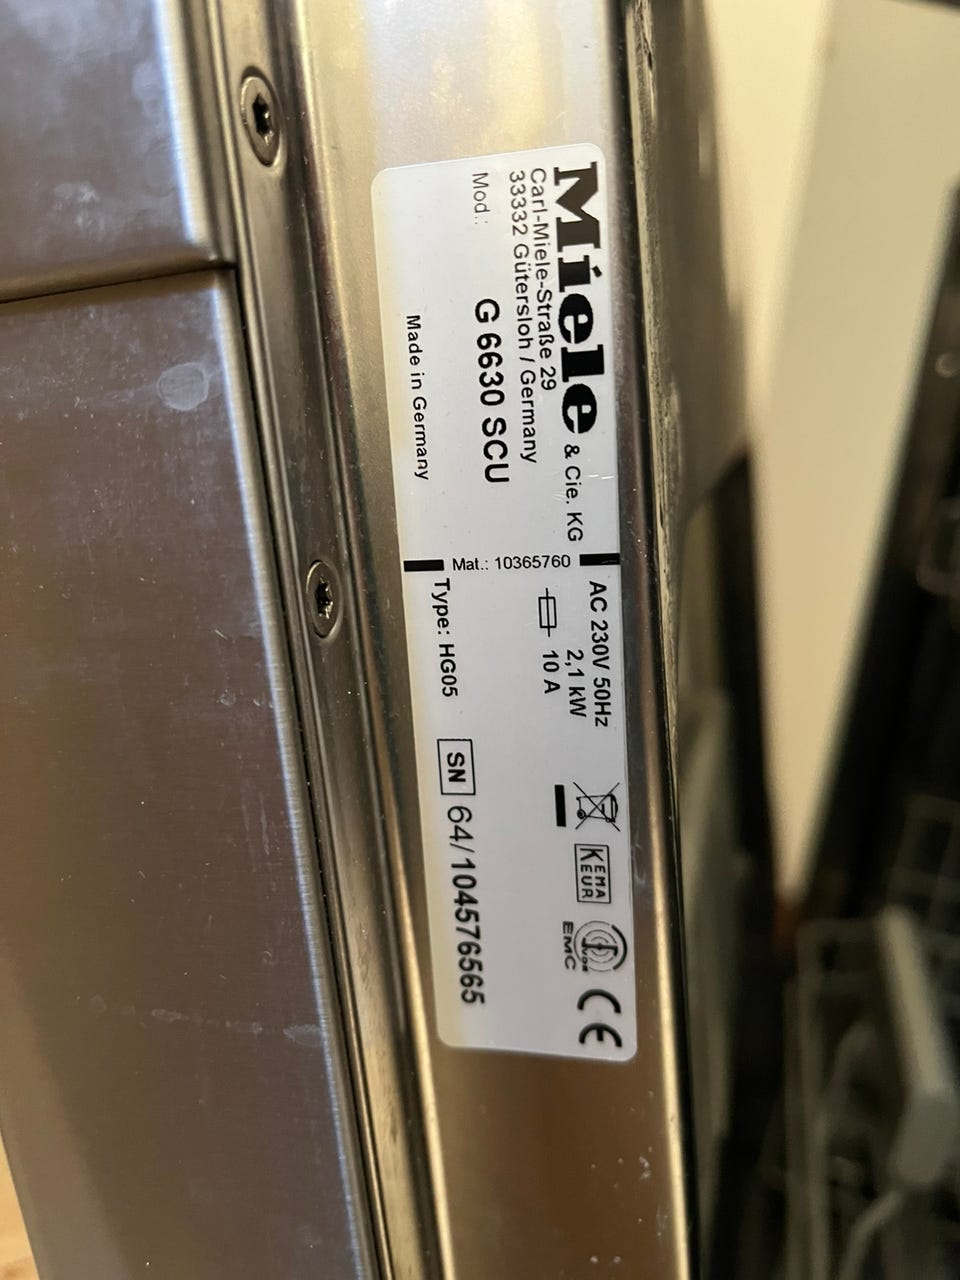 Miele & Cie. KG
Carl-Miele-Straße 29
33332 Gütersloh / Germany
Mod.: G 6630 SCU
Made in Germany
Mat.: 10365760
AC 230V 50Hz
2,1 kW
10 A
Type: HG05
SN 64/104576565
KEMA
KEUR
VDE
EMC
CE